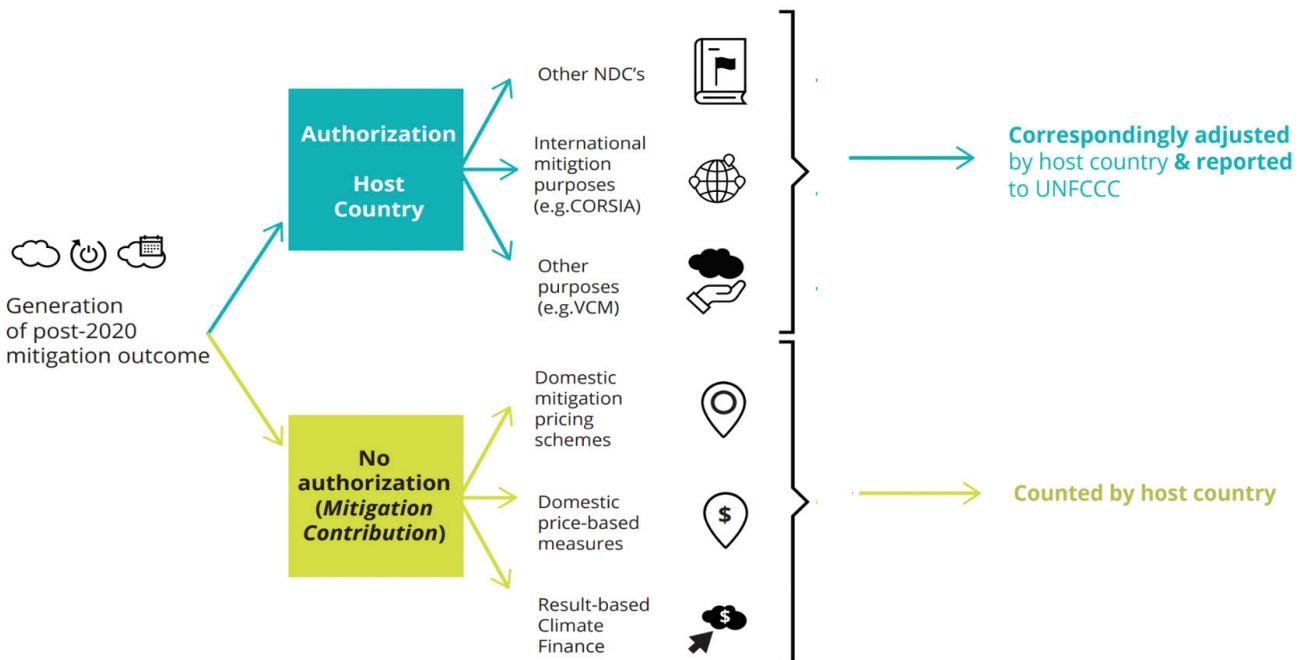 Generation
of post-2020
mitigation outcome
Authorization
Host
Country
Other NDC's
International
mitigtion
purposes
(e.g.CORSIA)
Other
purposes
(e.g.VCM)
Correspondingly adjusted
by host country & reported
to UNFCCC
No
authorization
(Mitigation
Contribution)
Domestic
mitigation
pricing
schemes
Domestic
price-based
measures
$
Result-based
Climate
Finance
$
Counted by host country